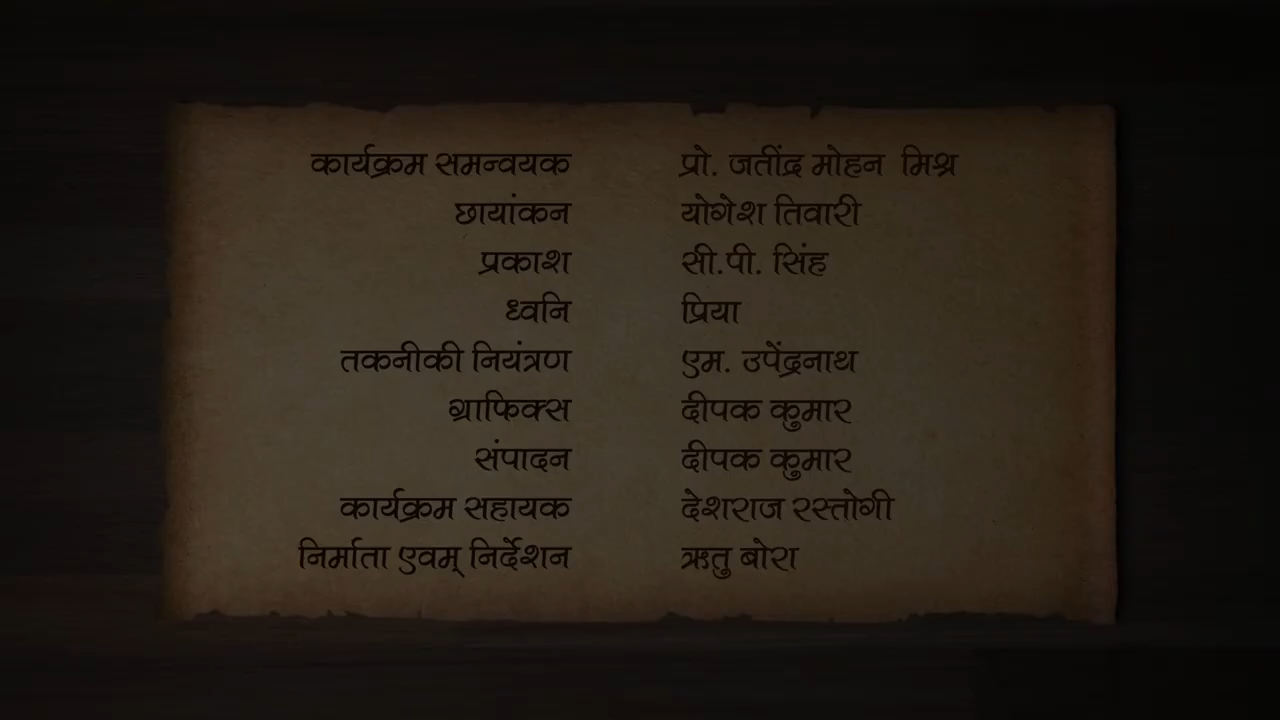 कार्यक्रम समन्वयक प्रो. जतींद्र मोहन मिश्र
छायांकन योगेश तिवारी
प्रकाश सी.पी. सिंह
ध्वनि प्रिया
तकनीकी नियंत्रण एम. उपेंद्रनाथ
ग्राफिक्स दीपक कुमार
संपादन दीपक कुमार
कार्यक्रम सहायक देशराज रस्तोगी
निर्माता एवम् निर्देशन ऋतु बोरा